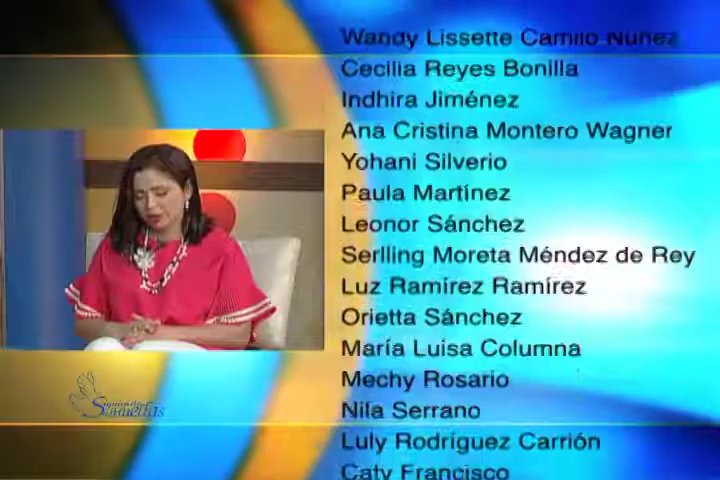 Wandy Lissette Camilo Núñez
Cecilia Reyes Bonilla
Indhira Jiménez
Ana Cristina Montero Wagner
Yohani Silverio
Paula Martínez
Leonor Sánchez
Serlling Moreta Méndez de Rey
Luz Ramírez Ramírez
Orietta Sánchez
María Luisa Columna
Mechy Rosario
Nila Serrano
Luly Rodríguez Carrión
Caty Francisco